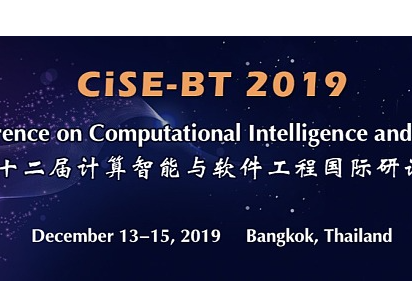 CiSE-BT 2019
rence on Computational Intelligence and
十二届计算智能与软件工程国际研讨
December 13–15, 2019 Bangkok, Thailand